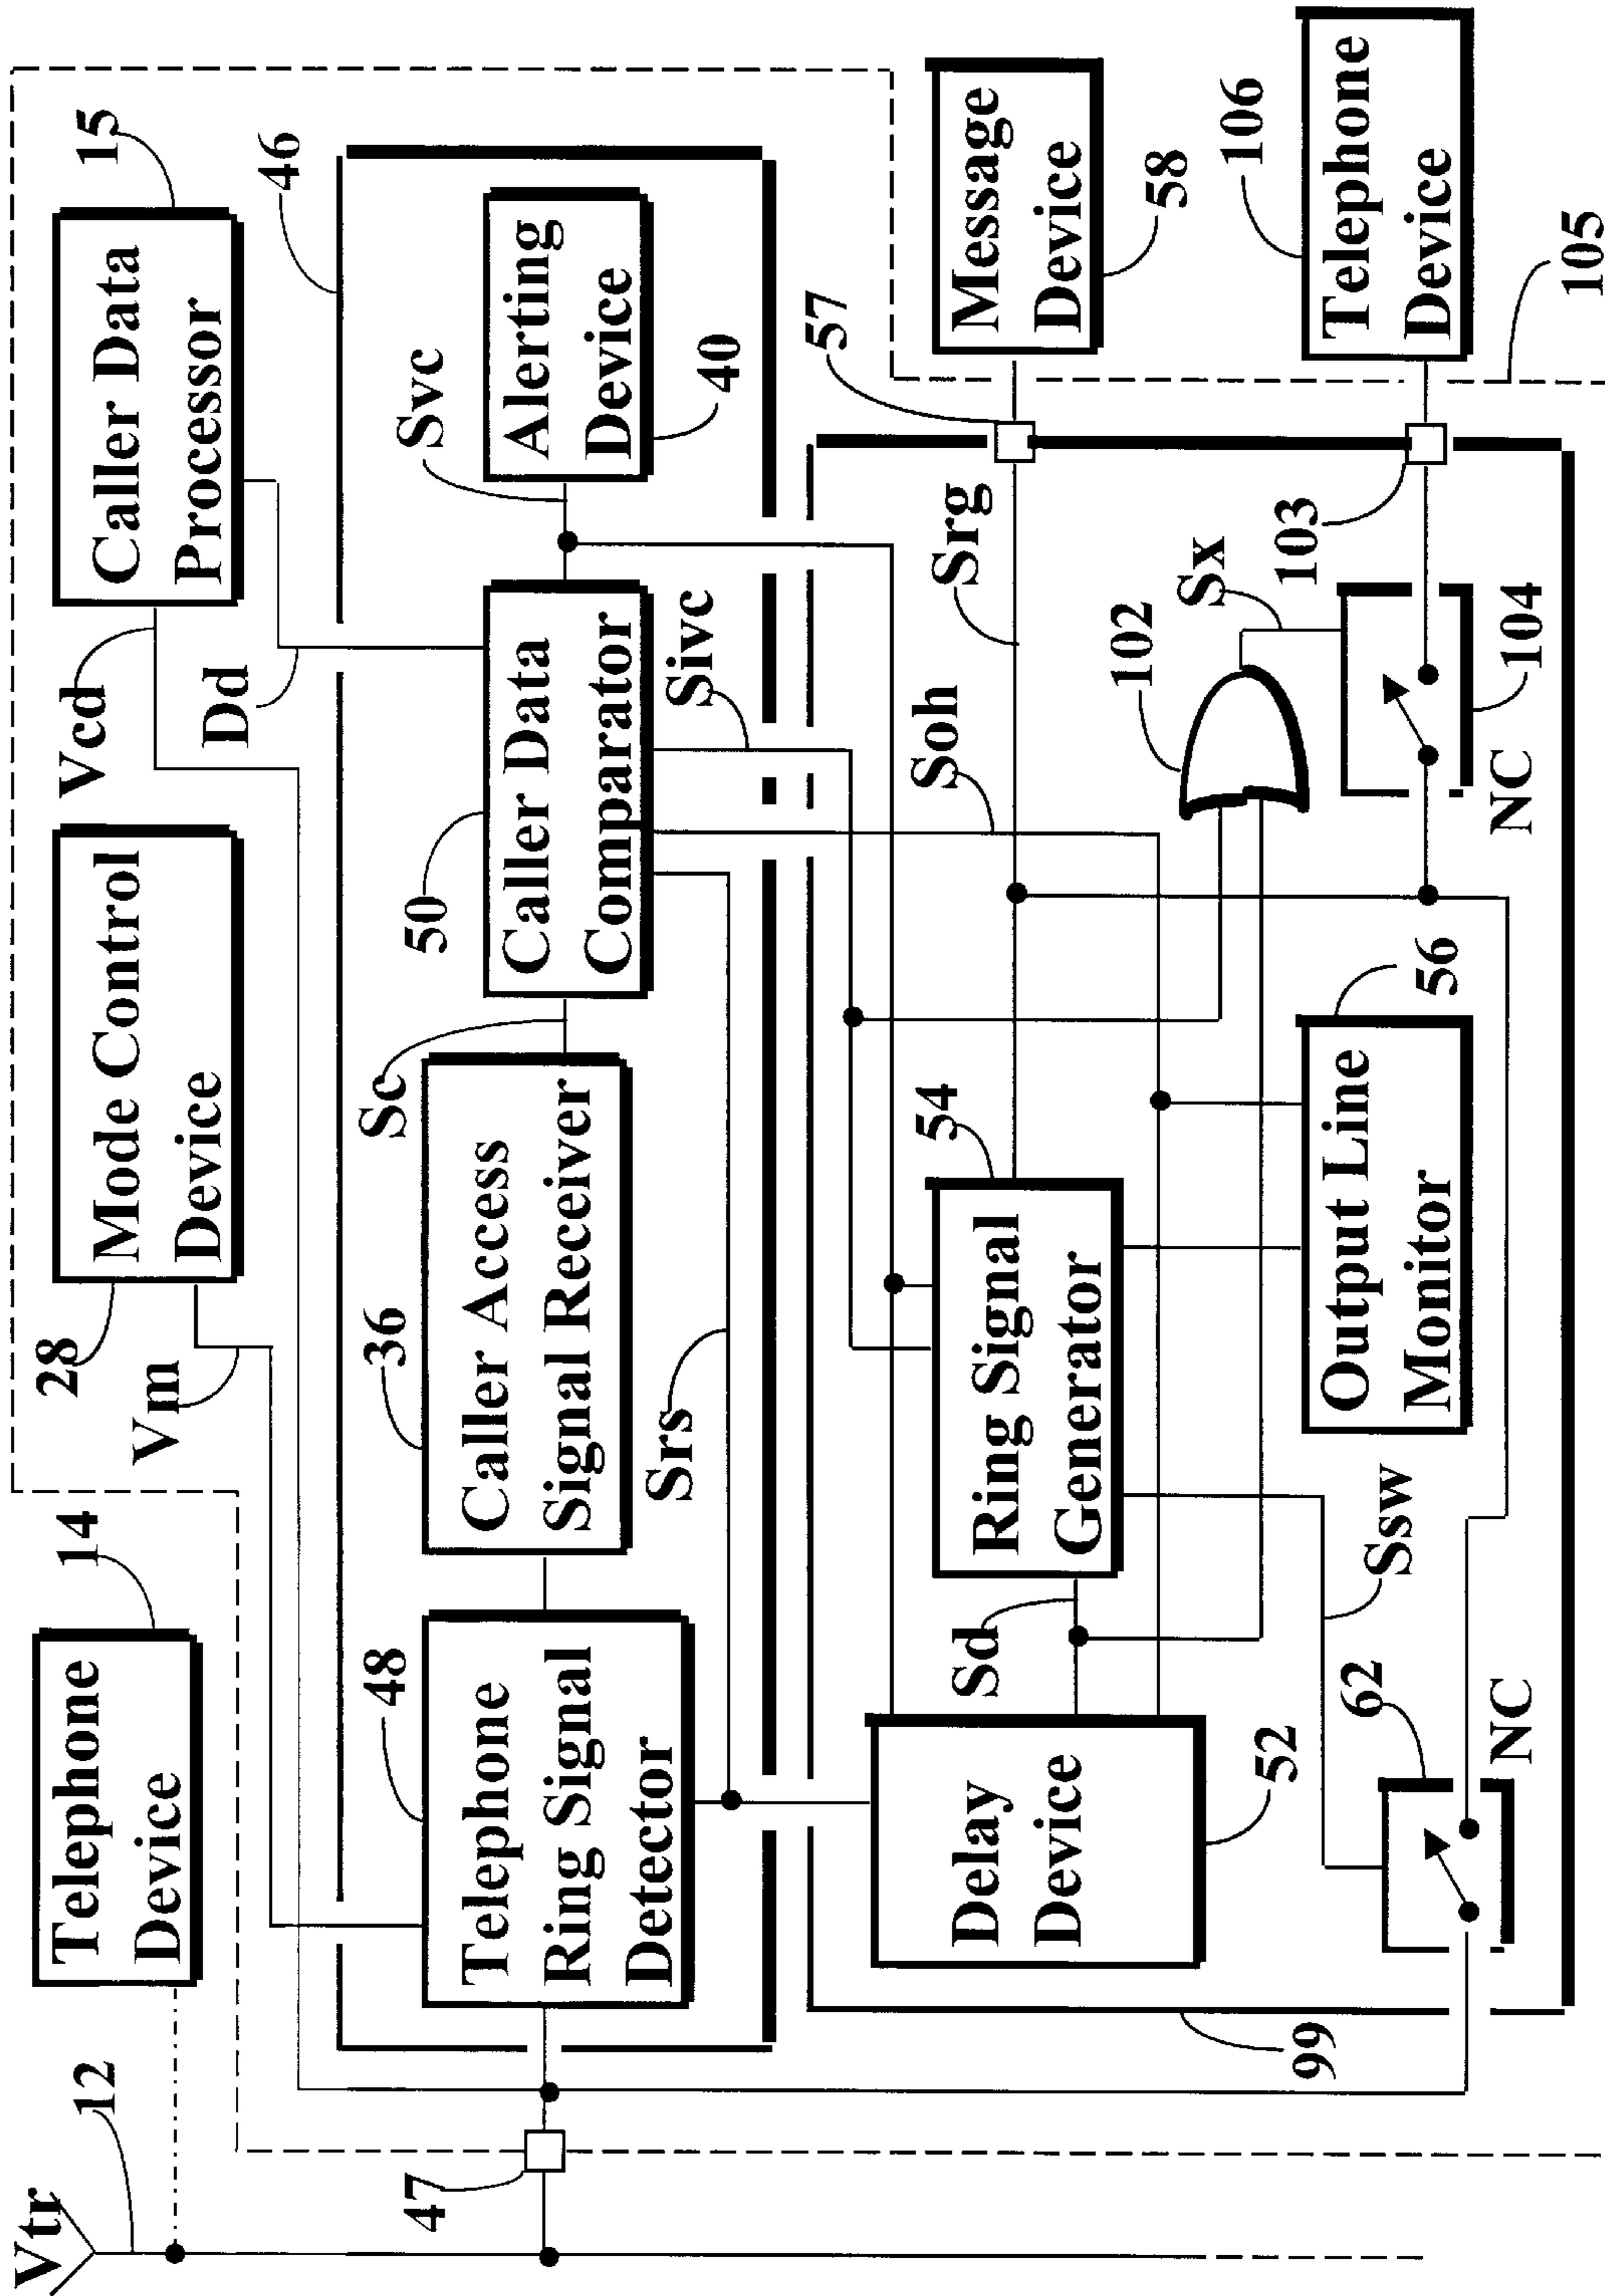 Vtr
12
Telephone
Device
14
28
Mode Control
Device
Vm
Vcd
Caller Data
Processor
15
Dd
46
47
48
Telephone
Ring Signal
Detector
36
Caller Access
Signal Receiver
Sc
50
Caller Data
Comparator
Svc
Alerting
Device
40
Srs
Sivc
Soh
Srg
57
Message
Device
58
Delay
Device
52
Sd
Ring Signal
Generator
54
102
Sx
103
Telephone
Device
106
99
62
NC
Ssw
Output Line
Monitor
56
NC
104
105